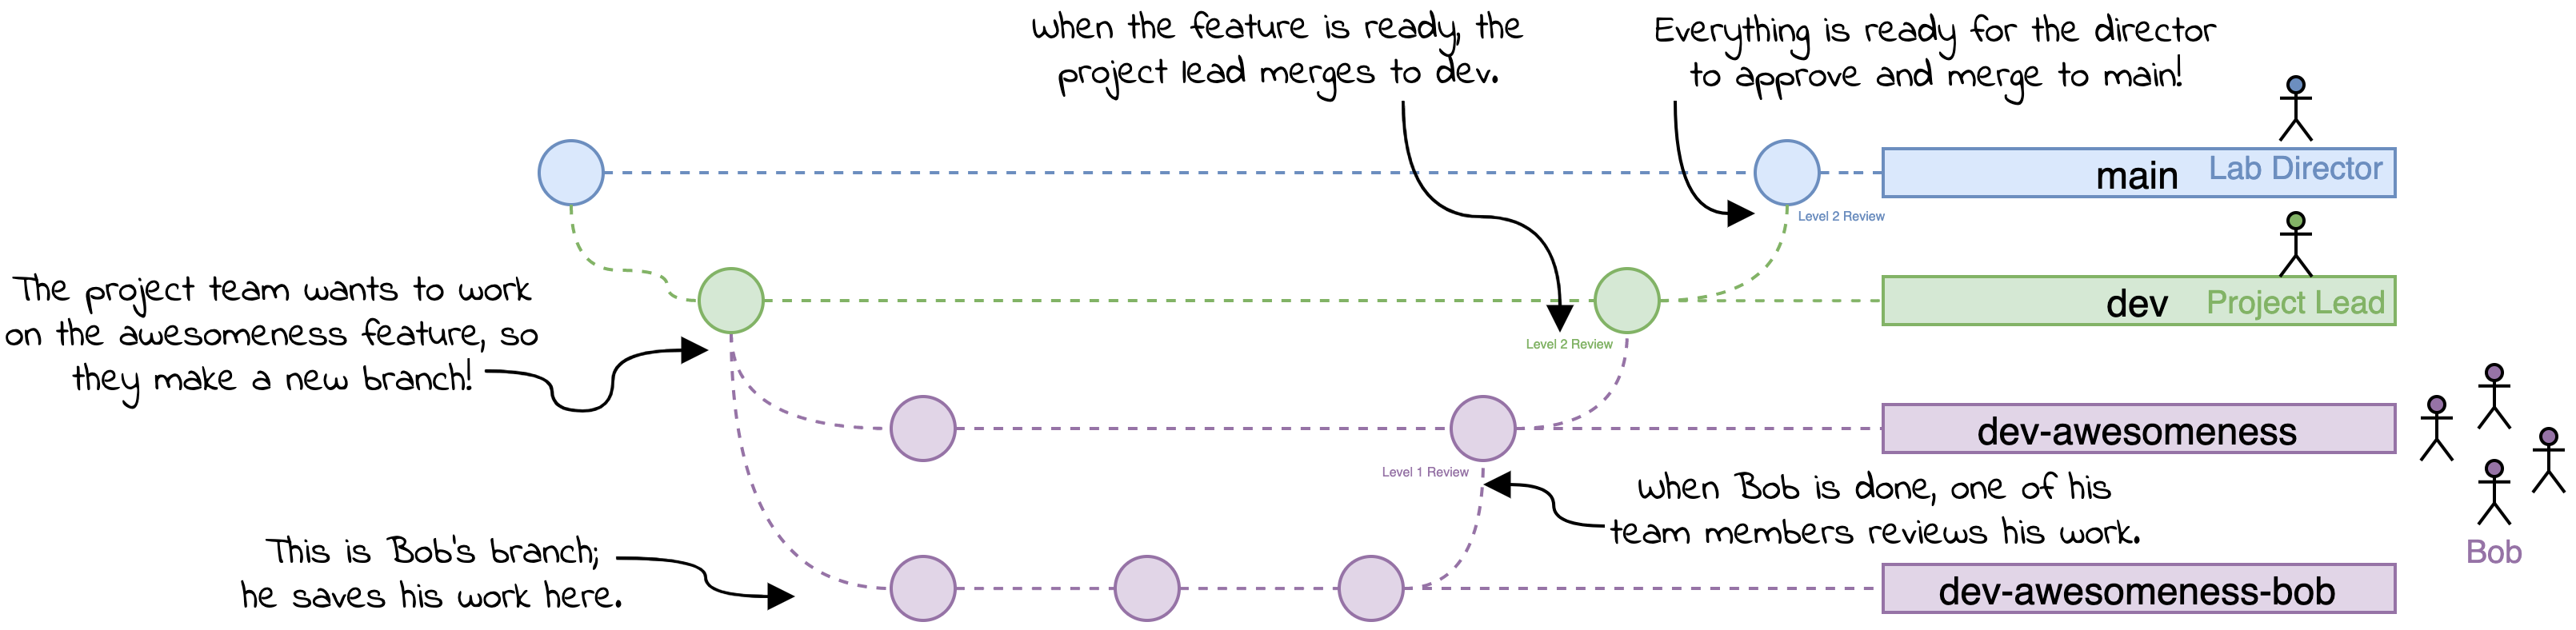 When the feature is ready, the
project lead merges to dev.
Everything is ready for the director
to approve and merge to main!
main
Lab Director
Level 2 Review
The project team wants to work
on the awesomeness feature, so
they make a new branch!
dev
Project Lead
Level 2 Review
dev-awesomeness
Level 1 Review
When Bob is done, one of his
team members reviews his work.
Bob
This is Bob's branch;
he saves his work here.
dev-awesomeness-bob